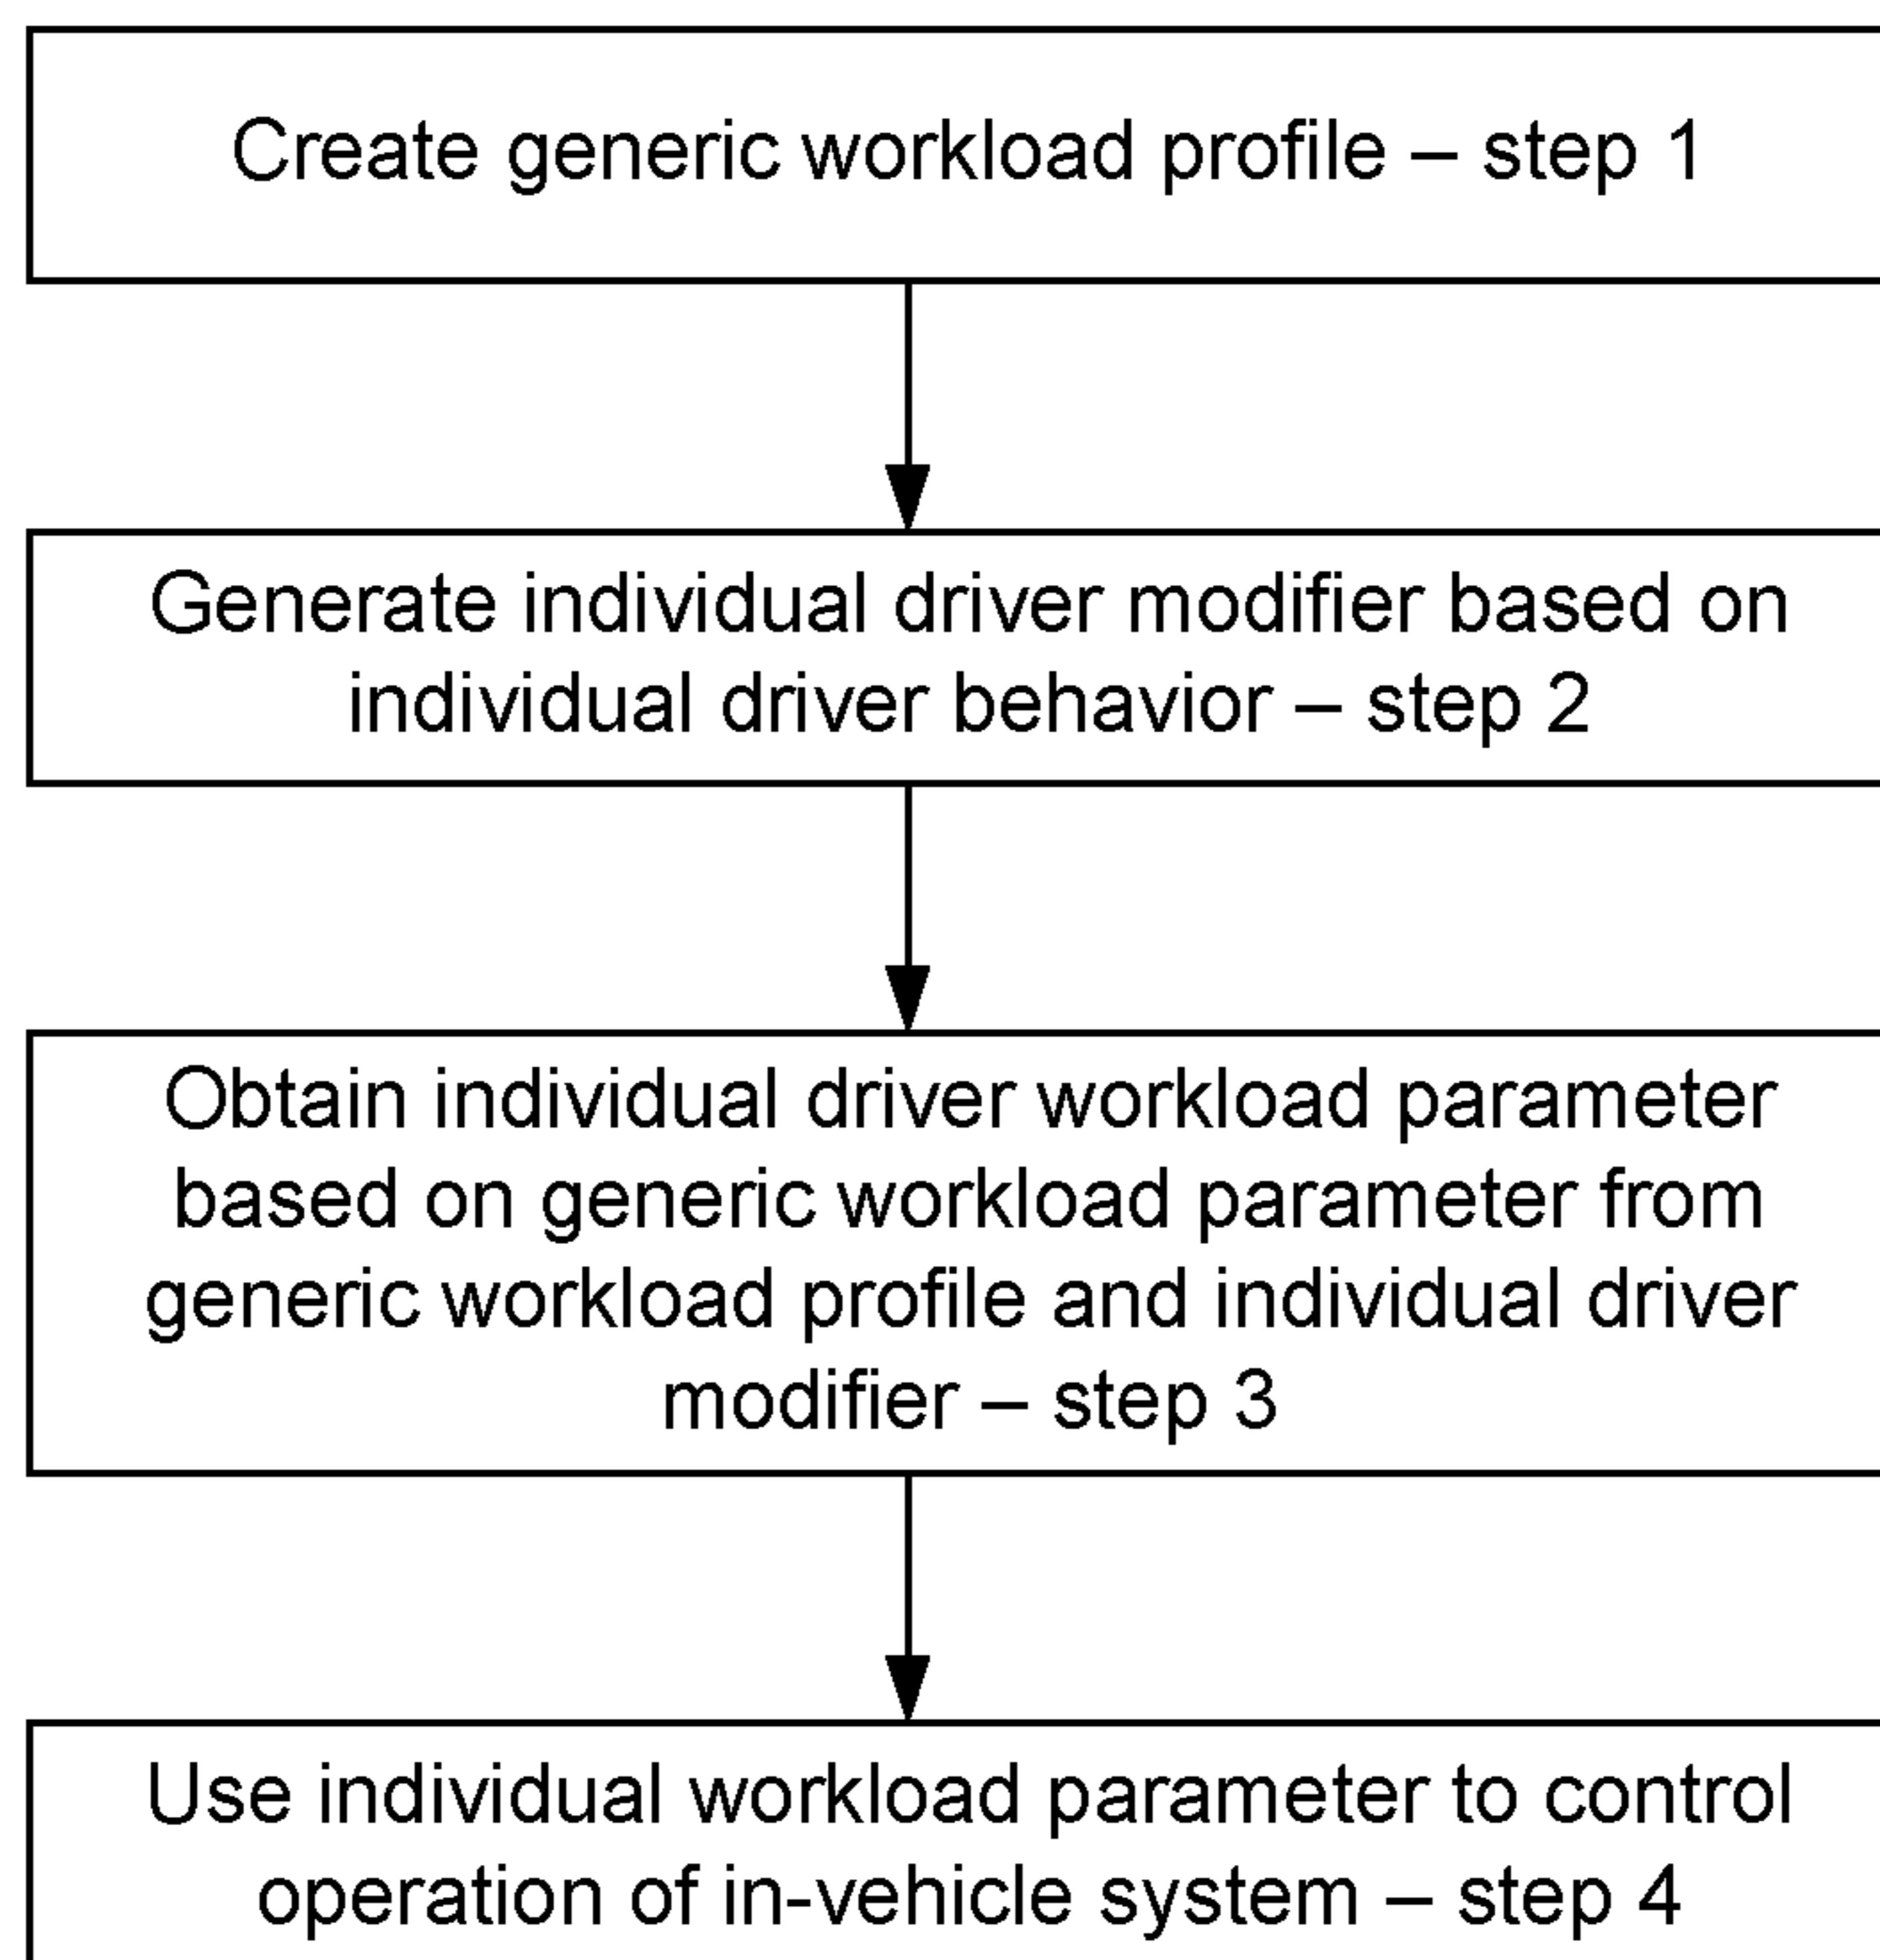 Create generic workload profile – step 1
Generate individual driver modifier based on
individual driver behavior – step 2
Obtain individual driver workload parameter
based on generic workload parameter from
generic workload profile and individual driver
modifier – step 3
Use individual workload parameter to control
operation of in-vehicle system – step 4